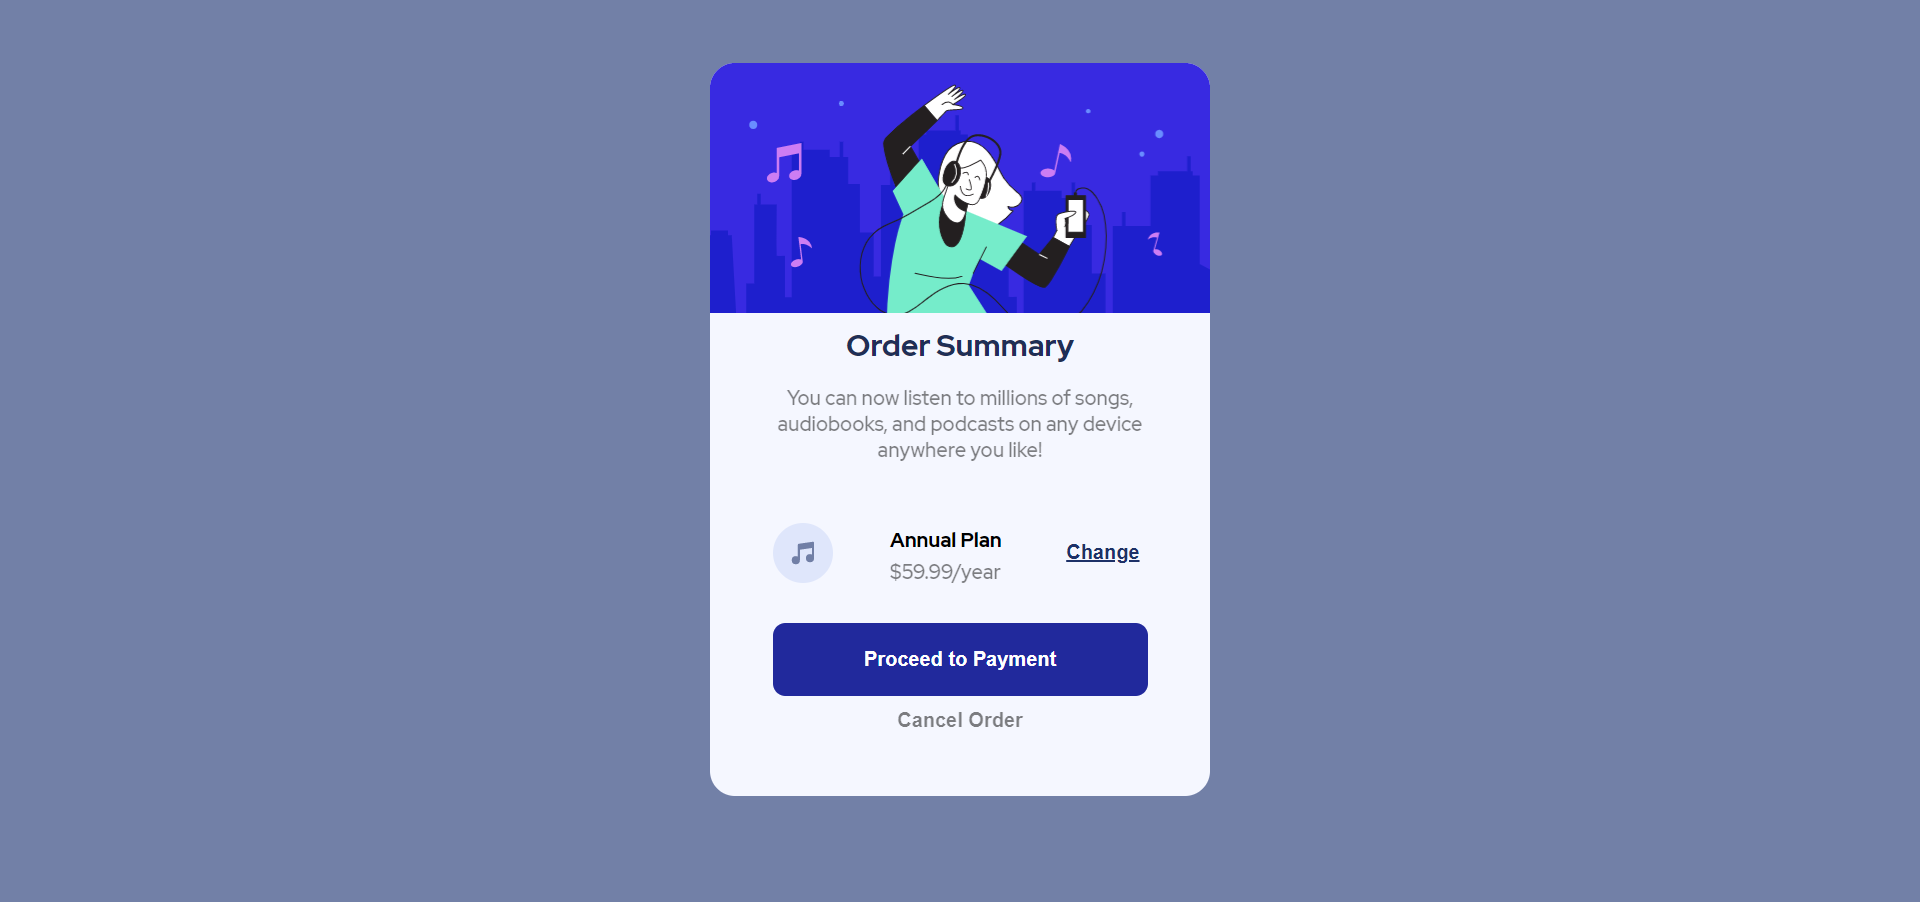 Order Summary
You can now listen to millions of songs,
audiobooks, and podcasts on any device
anywhere you like!
Annual Plan
$59.99/year
Change
Proceed to Payment
Cancel Order